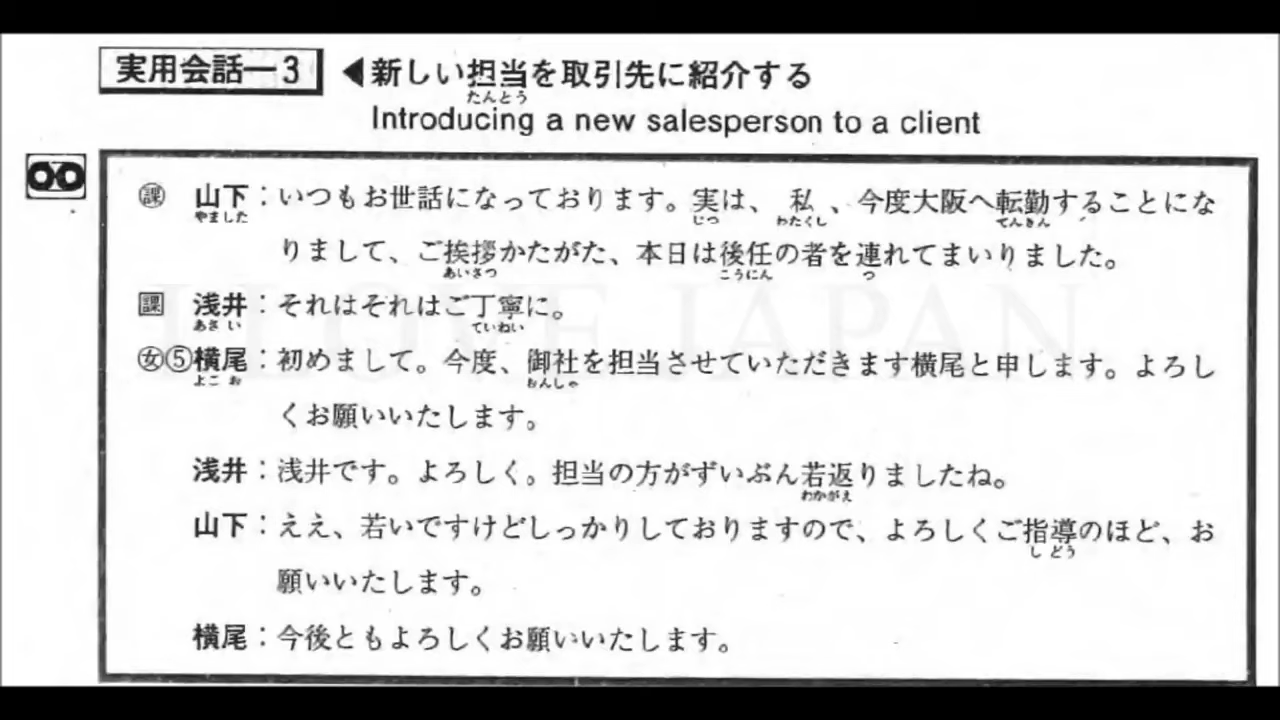 実用会話―3 ◀新しい担当を取引先に紹介する
たんとう
Introducing a new salesperson to a client
㊙課 山下：いつもお世話になっております。実は、私、今度大阪へ転勤することにな
やました じつ わたくし てんきん
りまして、ご挨拶かたがた、本日は後任の者を連れてまいりました。
あいさつ こうにん つ
課 浅井：それはそれはご丁寧に。
あさい ていねい
女⑤横尾：初めまして。今度、御社を担当させていただきます横尾と申します。よろし
よこお おんしゃ
くお願いいたします。
浅井：浅井です。よろしく。担当の方がずいぶん若返りましたね。
わかがえ
山下：ええ、若いですけどしっかりしておりますので、よろしくご指導のほど、お
しどう
願いいたします。
横尾：今後ともよろしくお願いいたします。
I LOVE JAPAN